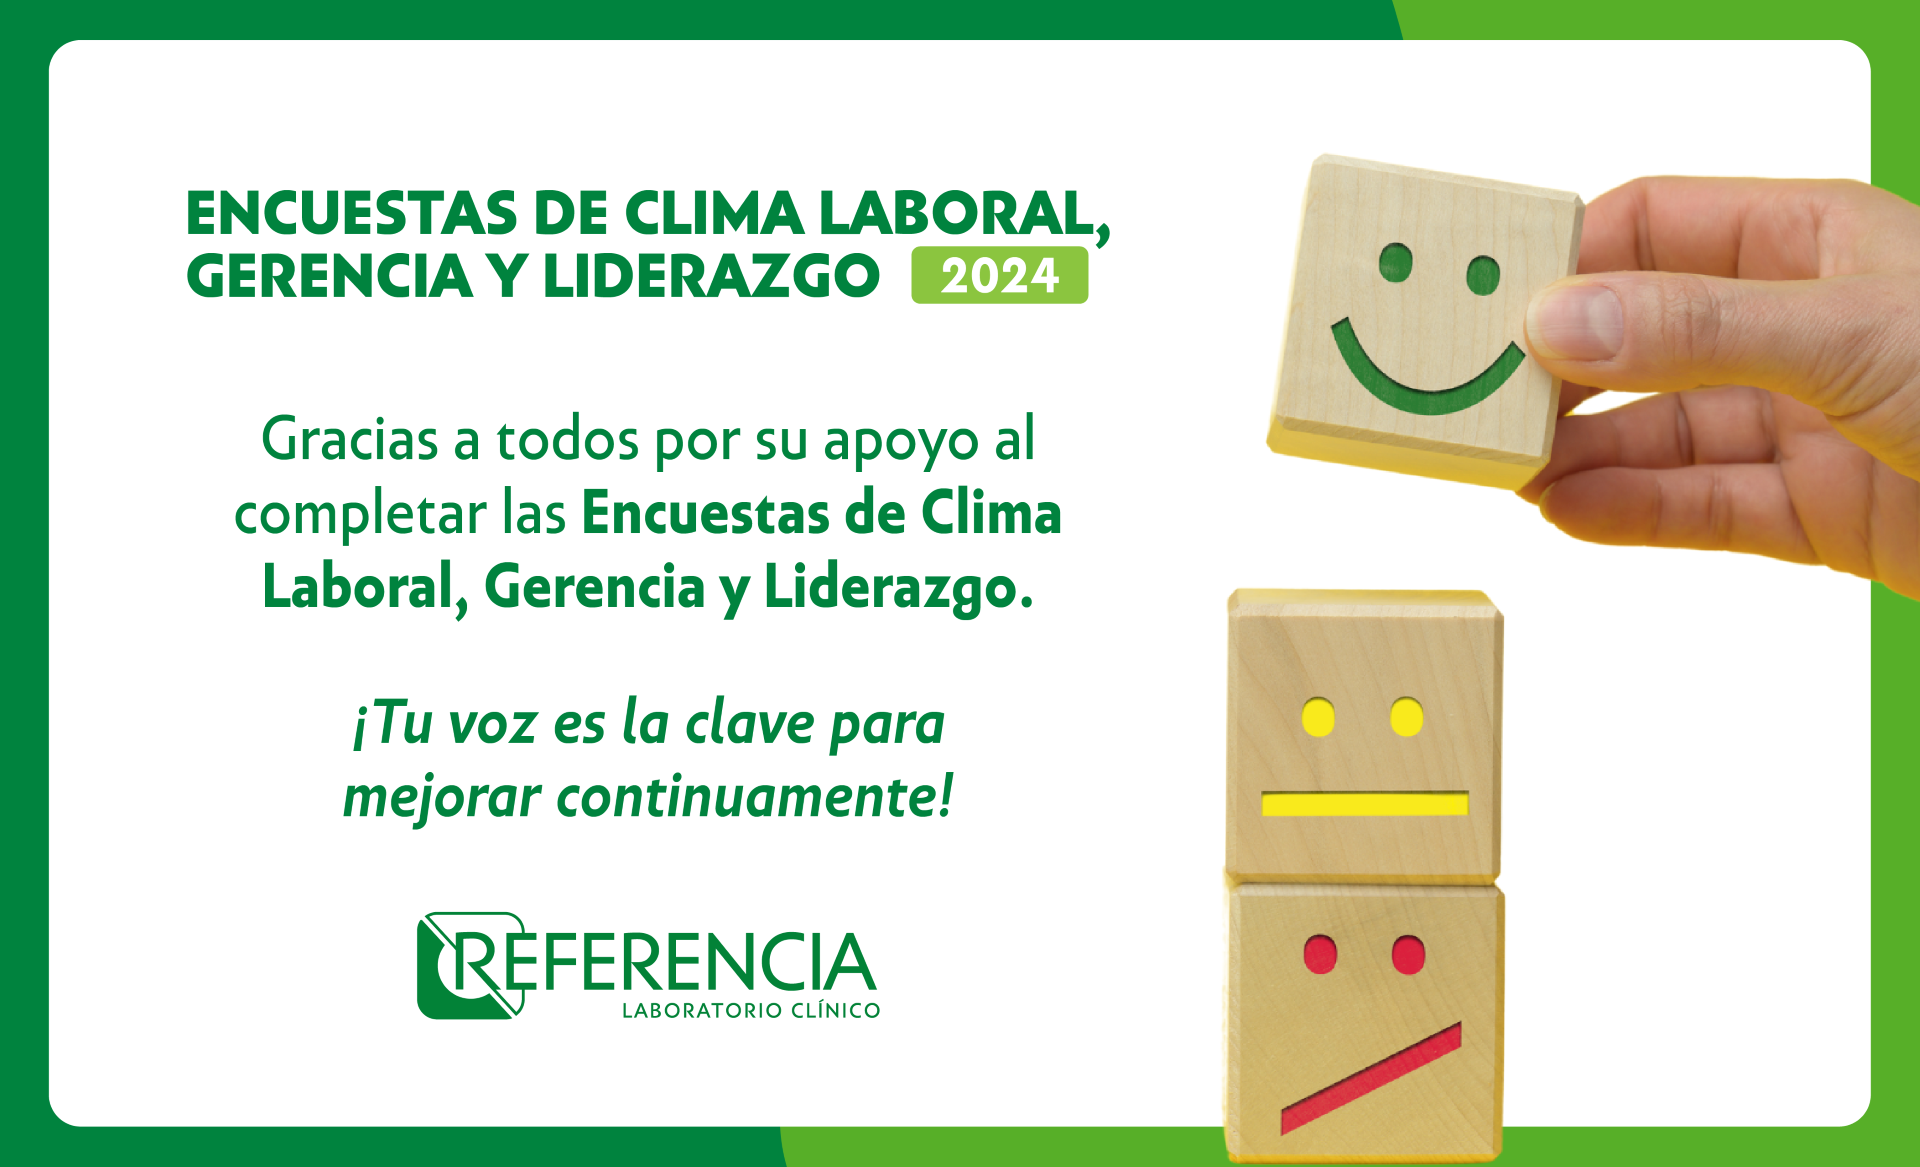 ENCUESTAS DE CLIMA LABORAL,
GERENCIA Y LIDERAZGO 2024
Gracias a todos por su apoyo al
completar las Encuestas de Clima
Laboral, Gerencia y Liderazgo.
¡Tu voz es la clave para
mejorar continuamente!
REFERENCIA
LABORATORIO CLÍNICO